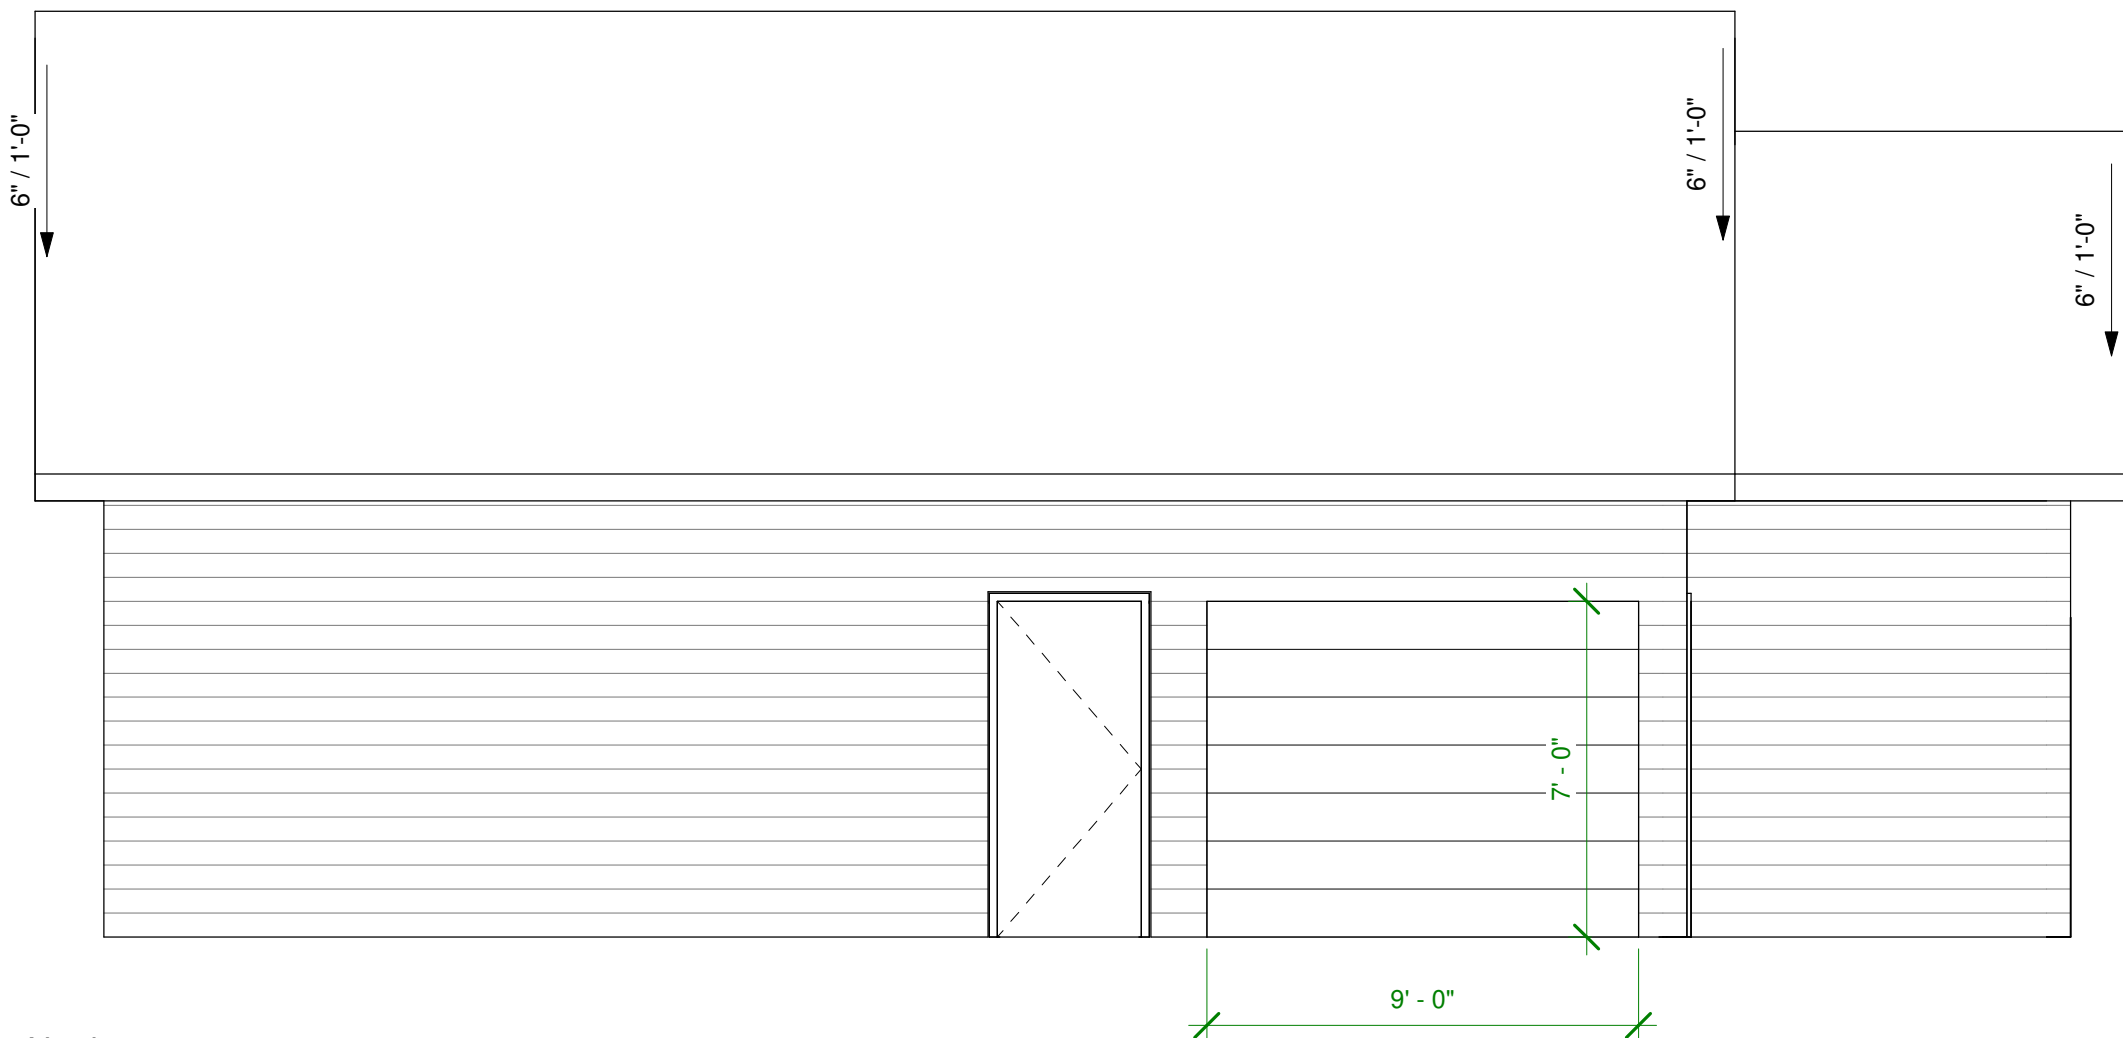 6" / 1'-0"
6" / 1'-0"
6" / 1'-0"
7' - 0"
9' - 0"